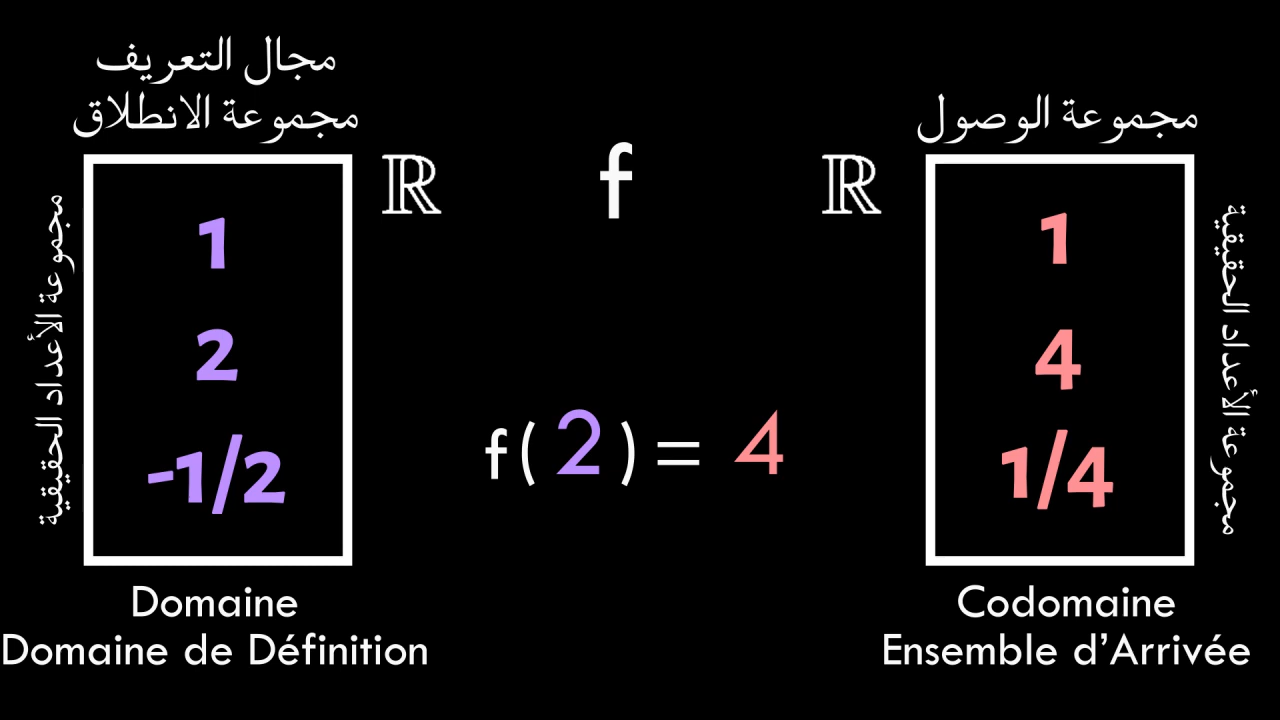 مجال التعريف
مجموعة الانطلاق
مجموعة الأعداد الحقيقية
1
2
-1/2
Domaine
Domaine de Définition
ℝ
f
f(2) = 4
ℝ
مجموعة الوصول
1
4
1/4
مجموعة الأعداد الحقيقية
Codomaine
Ensemble d’Arrivée